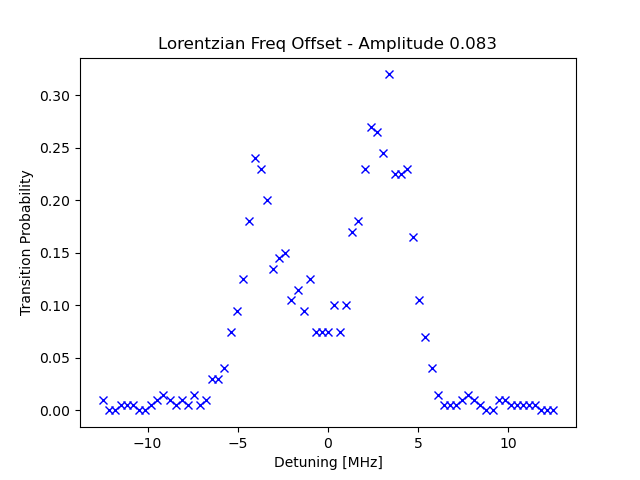 Lorentzian Freq Offset - Amplitude 0.083
Transition Probability
0.30
0.25
0.20
0.15
0.10
0.05
0.00
−10 −5 0 5 10
Detuning [MHz]